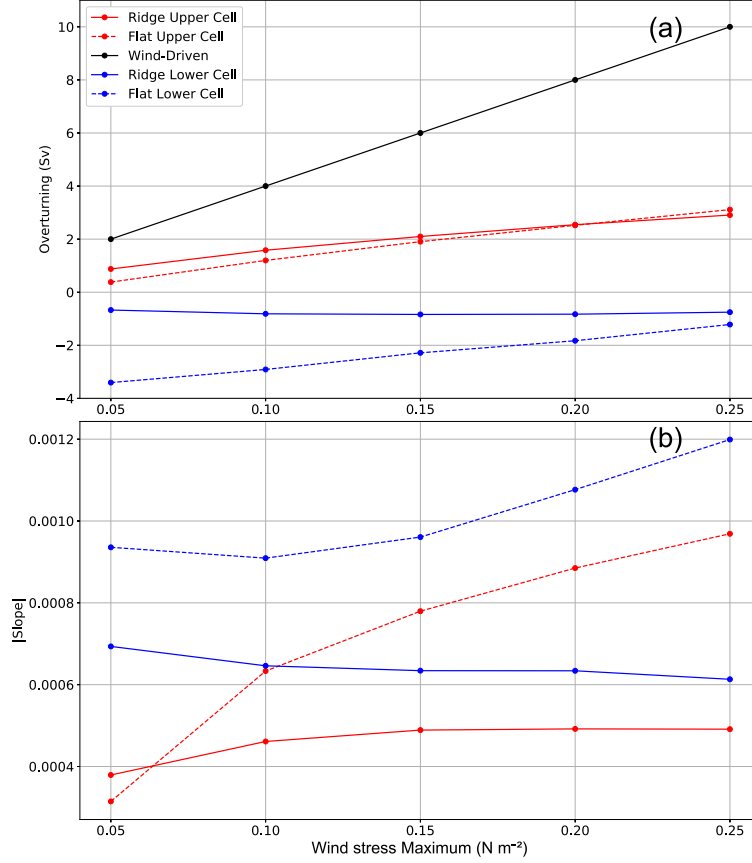 (a)
Ridge Upper Cell
Flat Upper Cell
Wind-Driven
Ridge Lower Cell
Flat Lower Cell
Overturning (Sv)
10
8
6
4
2
0
−2
−4
0.05 0.10 0.15 0.20 0.25
(b)
|Slope|
0.0012
0.0010
0.0008
0.0006
0.0004
0.05 0.10 0.15 0.20 0.25
Wind stress Maximum (N m⁻²)